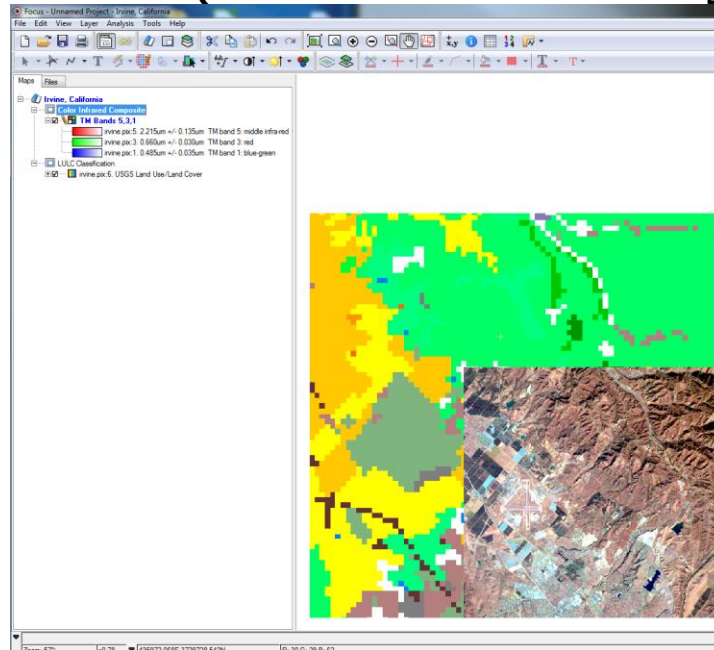 Focus - Unnamed Project - Irvine, California
File Edit View Layer Analysis Tools Help
Maps Files
Irvine, California
Color Infrared Composite
TM Bands 5,3,1
irvine.pix:5. 2.215um +/- 0.135um TM band 5: middle infra-red
irvine.pix:3. 0.660um +/- 0.030um TM band 3: red
irvine.pix:1. 0.485um +/- 0.035um TM band 1: blue-green
LULC Classification
irvine.pix:6. USGS Land Use/Land Cover